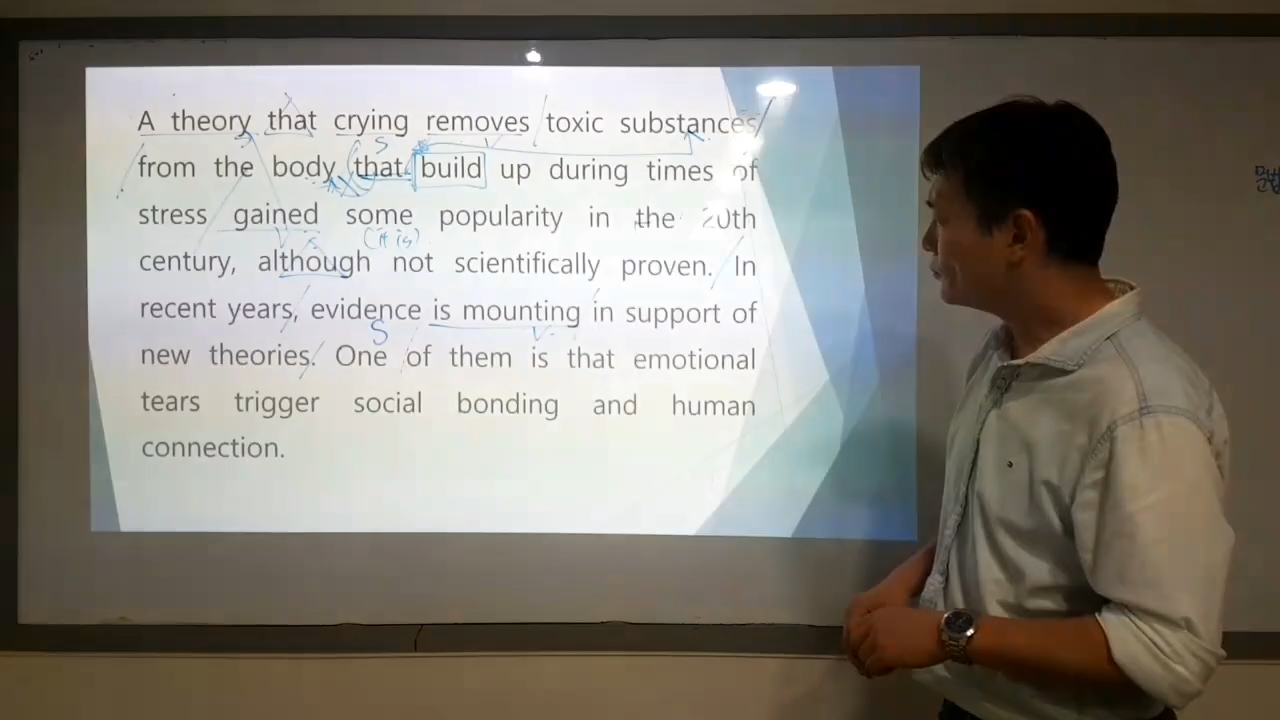 A theory that crying removes toxic substances
S
from the body that build up during times of
stress gained some popularity in the 20th
V S (it is)
century, although not scientifically proven. In
recent years, evidence is mounting in support of
S V
new theories. One of them is that emotional
tears trigger social bonding and human
connection.